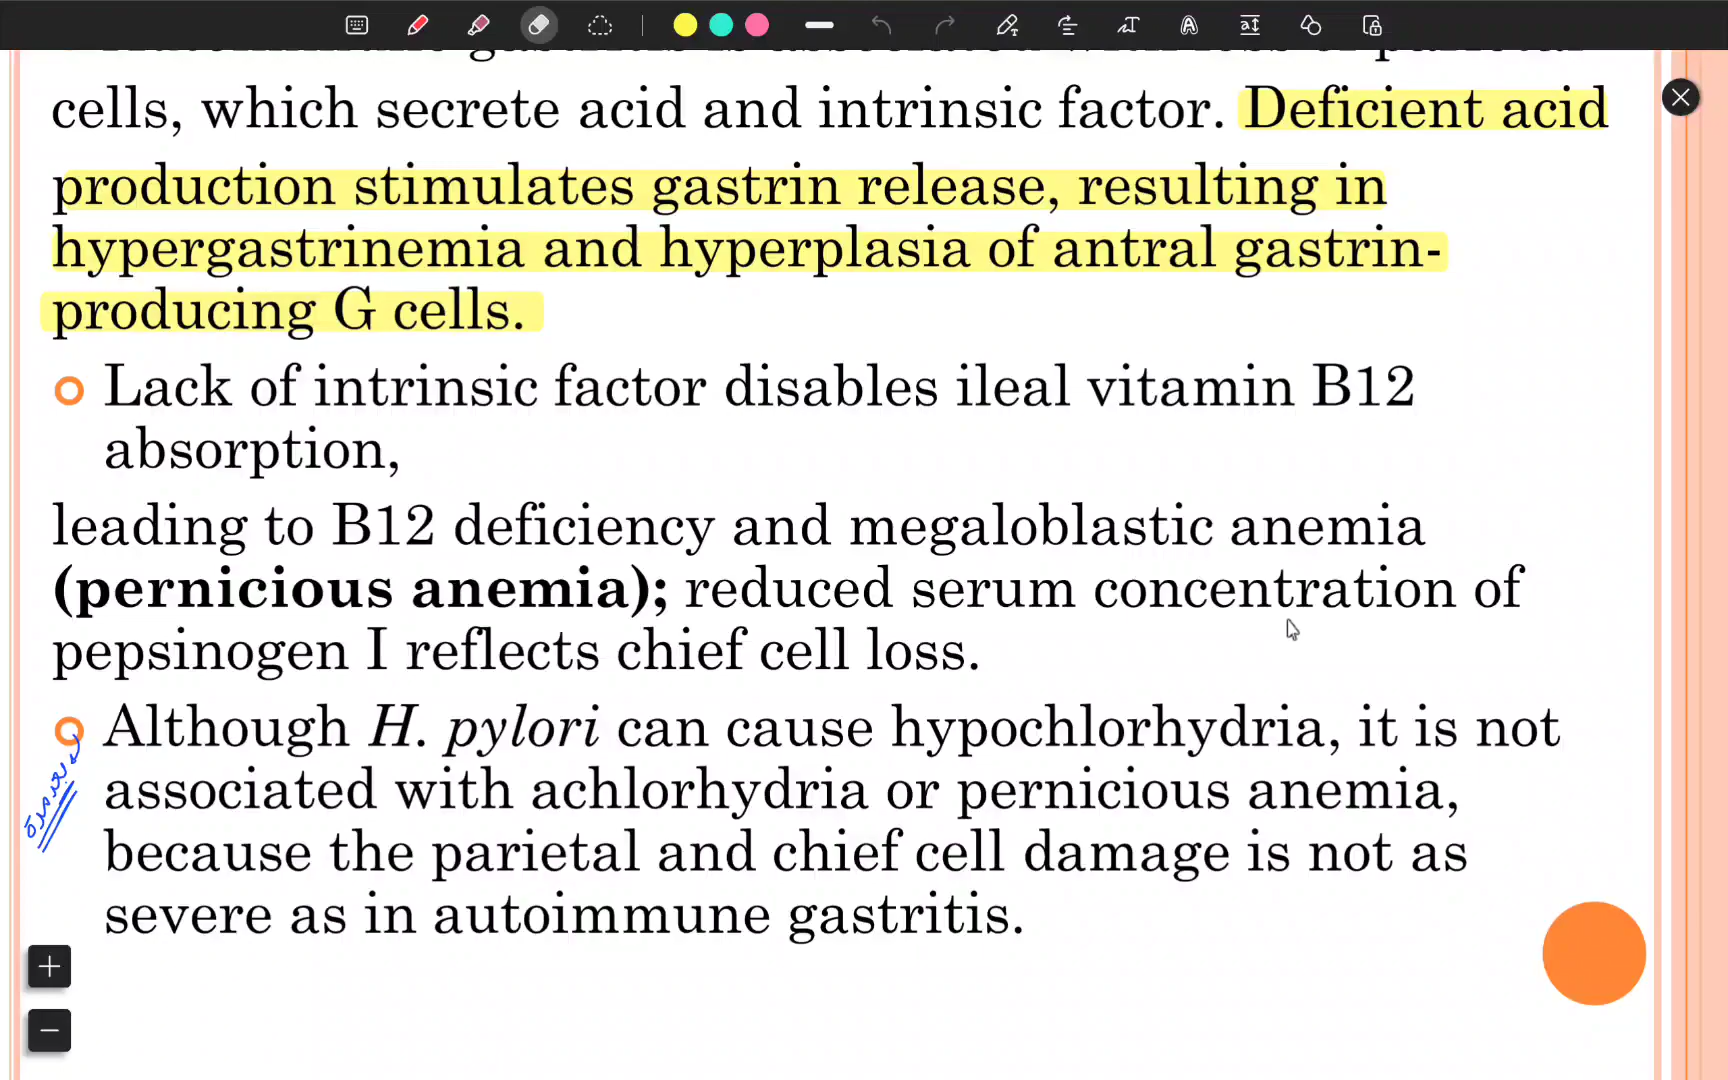 cells, which secrete acid and intrinsic factor. Deficient acid
production stimulates gastrin release, resulting in
hypergastrinemia and hyperplasia of antral gastrin-
producing G cells.
Lack of intrinsic factor disables ileal vitamin B12
absorption,
leading to B12 deficiency and megaloblastic anemia
(pernicious anemia); reduced serum concentration of
pepsinogen I reflects chief cell loss.
Although H. pylori can cause hypochlorhydria, it is not
associated with achlorhydria or pernicious anemia,
because the parietal and chief cell damage is not as
severe as in autoimmune gastritis.